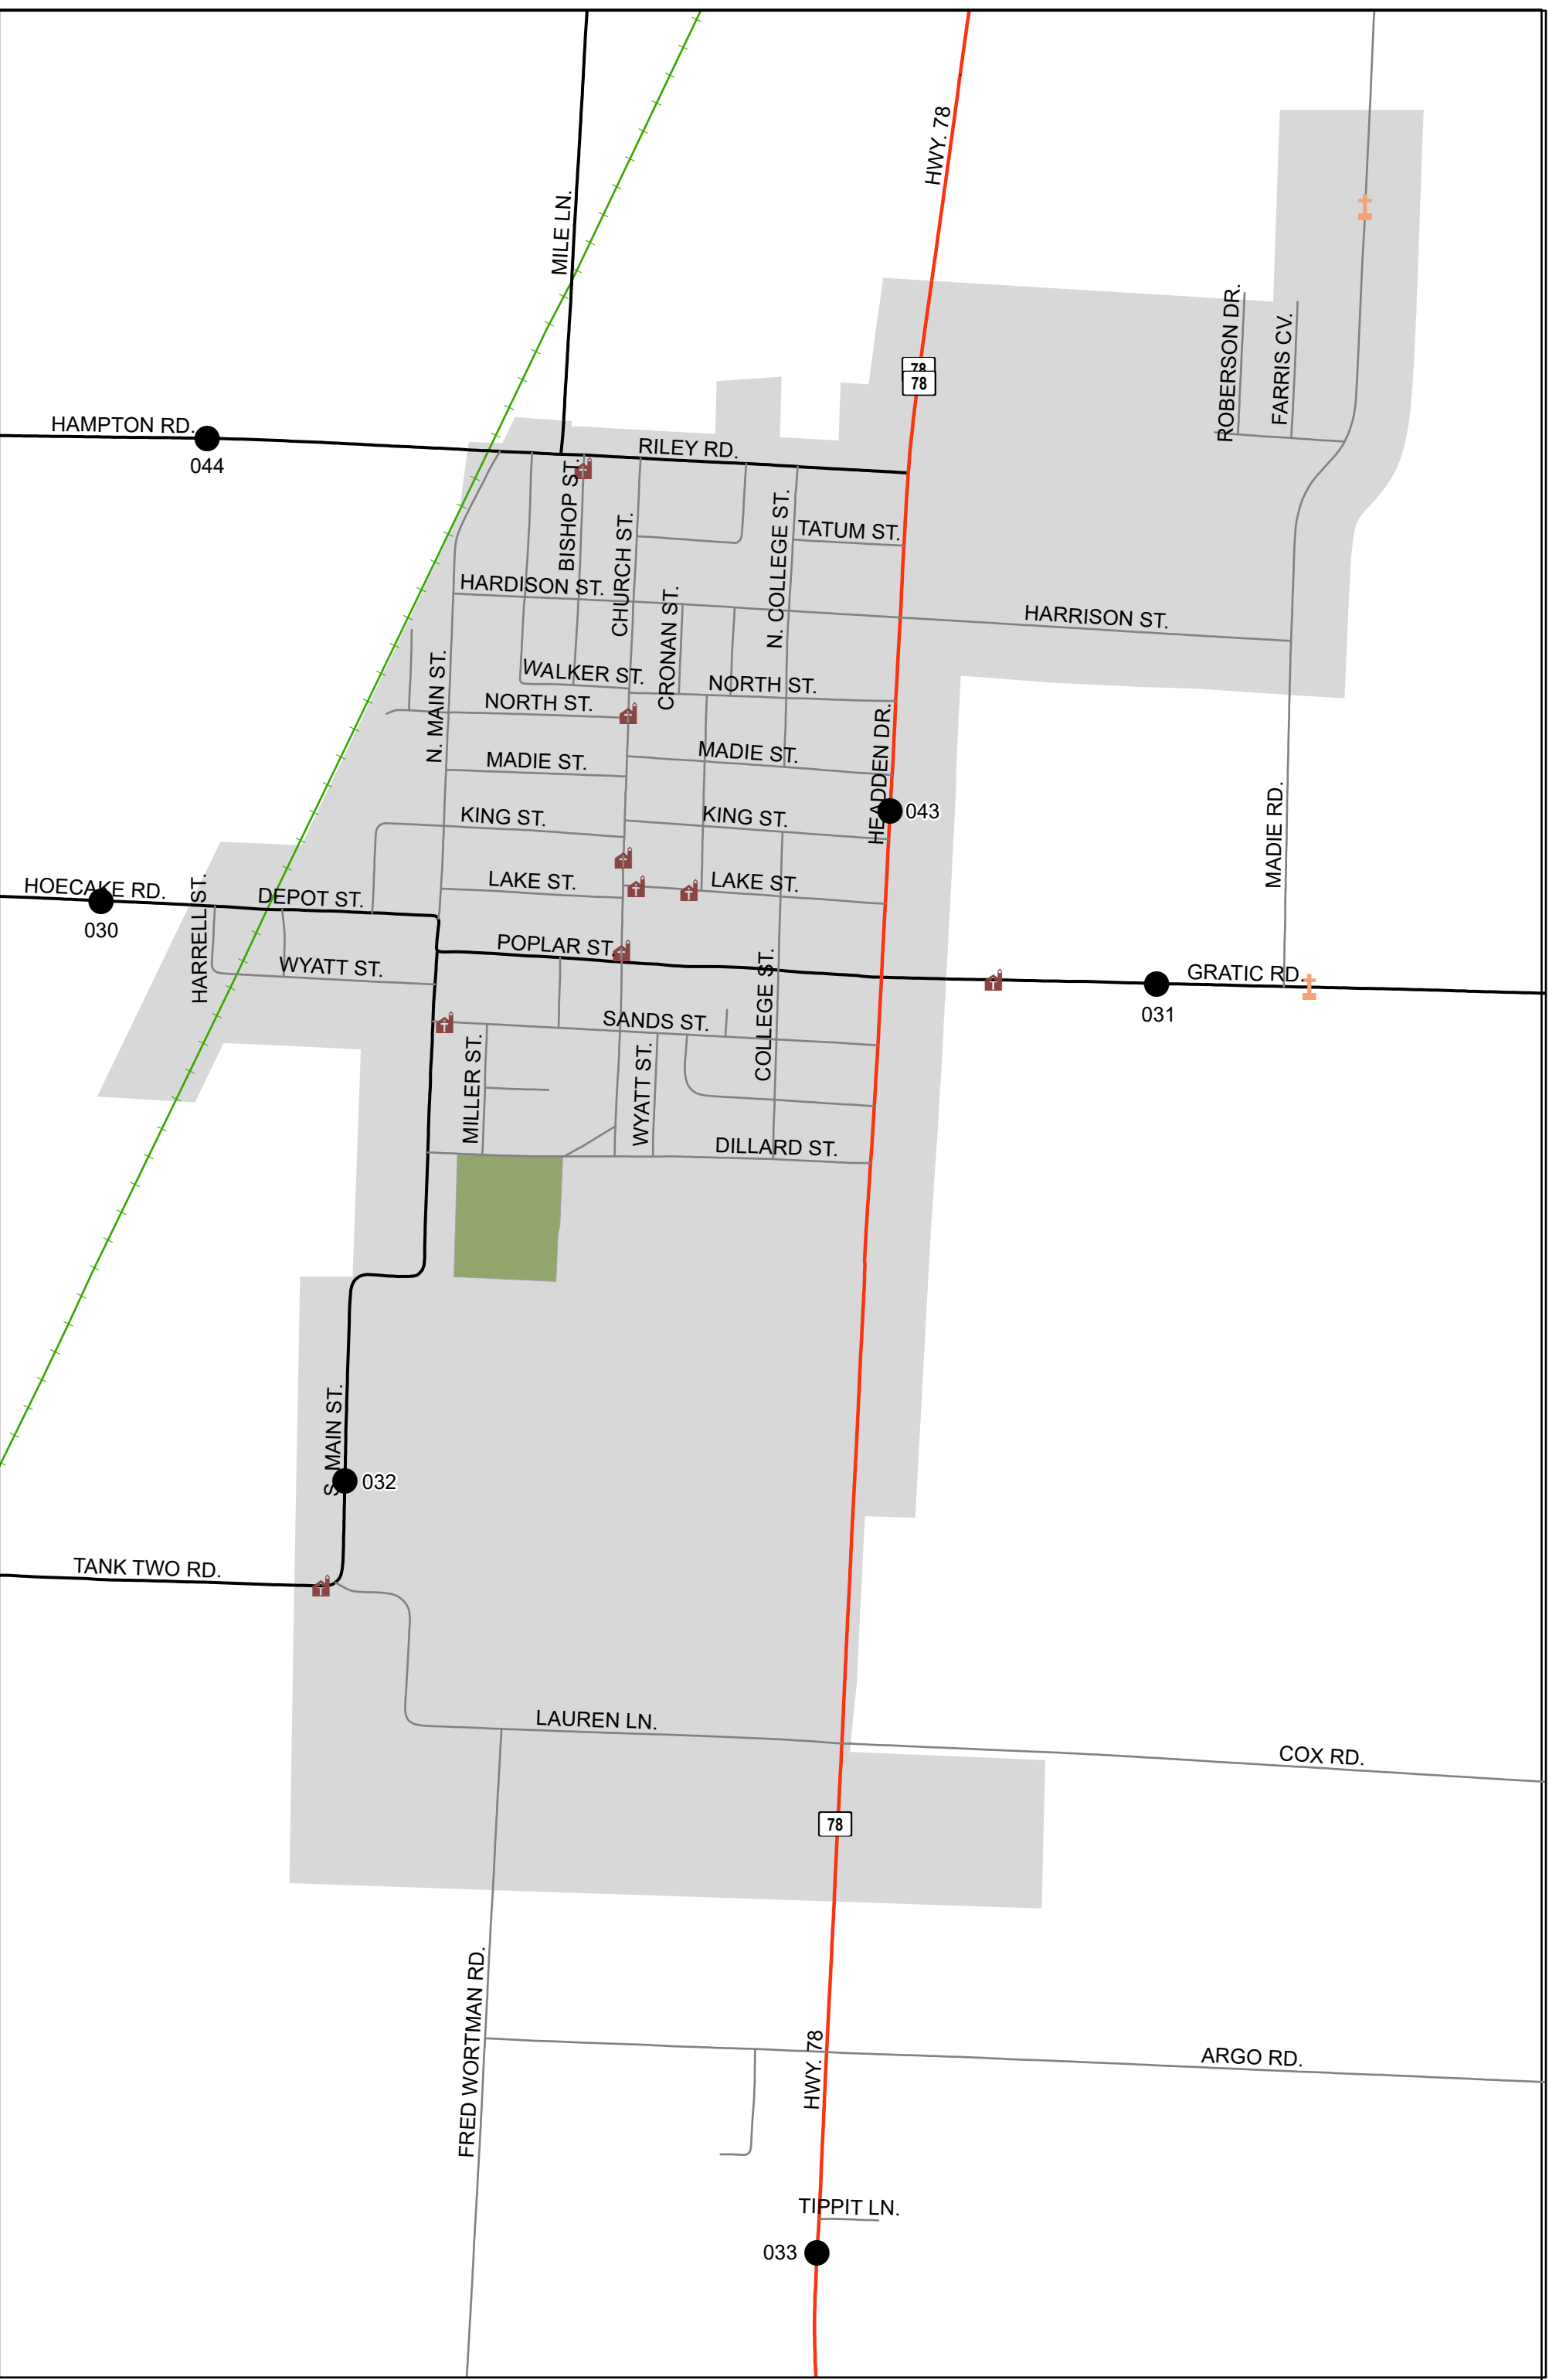 HWY. 78
MILE LN.
ROBERSON DR.
FARRIS CV.
78
78
HAMPTON RD.
044
RILEY RD.
BISHOP ST.
CHURCH ST.
N. COLLEGE ST.
TATUM ST.
HARDISON ST.
CRONAN ST.
HARRISON ST.
WALKER ST.
NORTH ST.
NORTH ST.
N. MAIN ST.
HEADDEN DR.
MADIE ST.
MADIE ST.
MADIE RD.
KING ST.
KING ST.
043
HOECAKE RD.
030
HARRELL ST.
DEPOT ST.
LAKE ST.
LAKE ST.
POPLAR ST.
WYATT ST.
COLLEGE ST.
GRATIC RD.
031
SANDS ST.
MILLER ST.
WYATT ST.
DILLARD ST.
S. MAIN ST.
032
TANK TWO RD.
LAUREN LN.
COX RD.
78
FRED WORTMAN RD.
HWY. 78
ARGO RD.
TIPPIT LN.
033